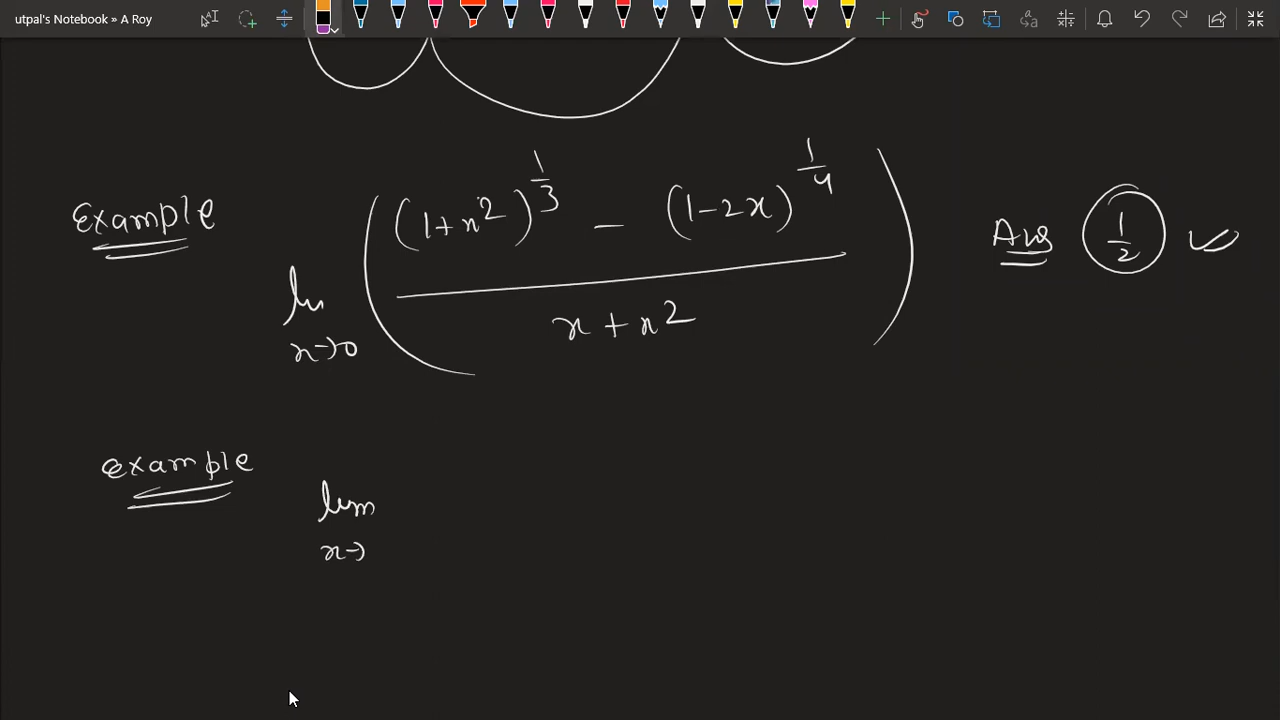 utpal's Notebook » A Roy
Example
lim x→0 ( ( (1+x²)^(1/3) − (1−2x)^(1/4) ) / (x+x²) )
Ans 1/2 ✓
example
lim
x→